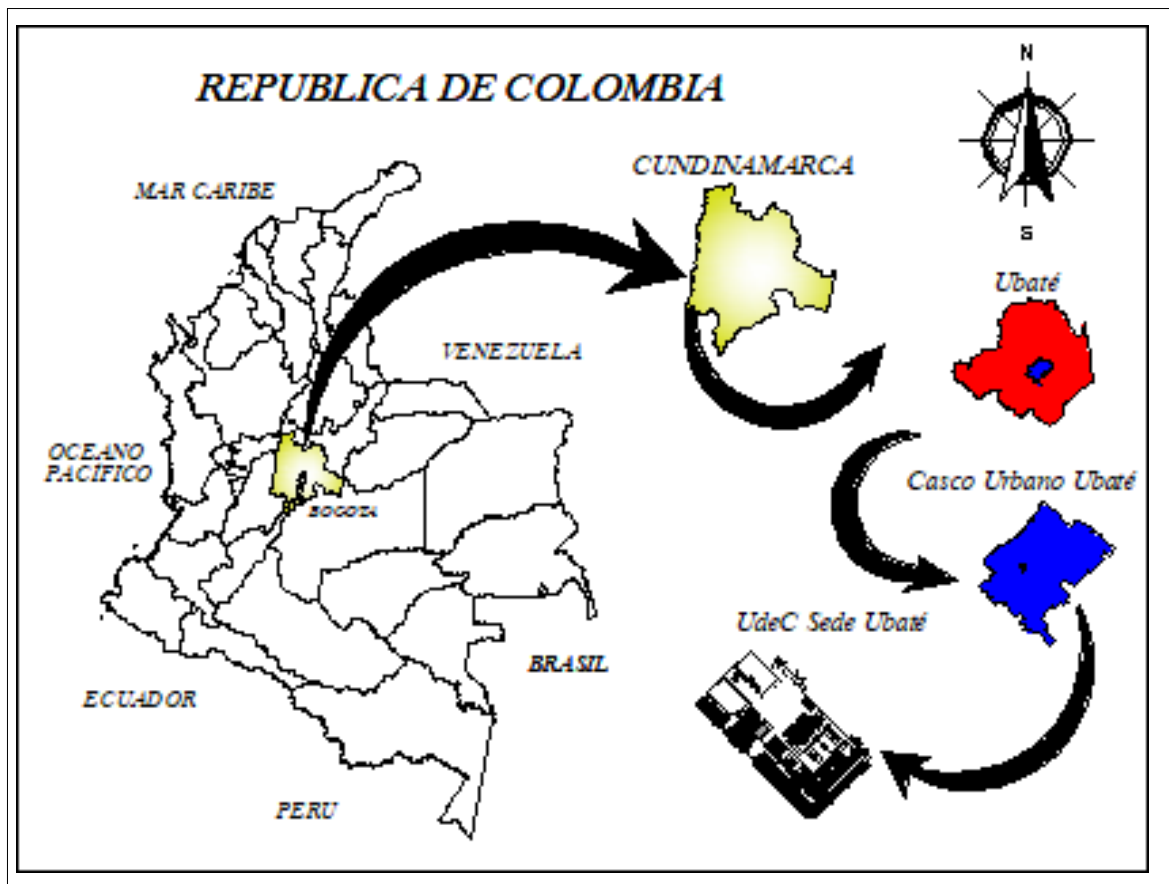 REPUBLICA DE COLOMBIA
N
S
MAR CARIBE
CUNDINAMARCA
Ubaté
VENEZUELA
OCEANO
PACÍFICO
BOGOTA
Casco Urbano Ubaté
UdeC Sede Ubaté
BRASIL
ECUADOR
PERU